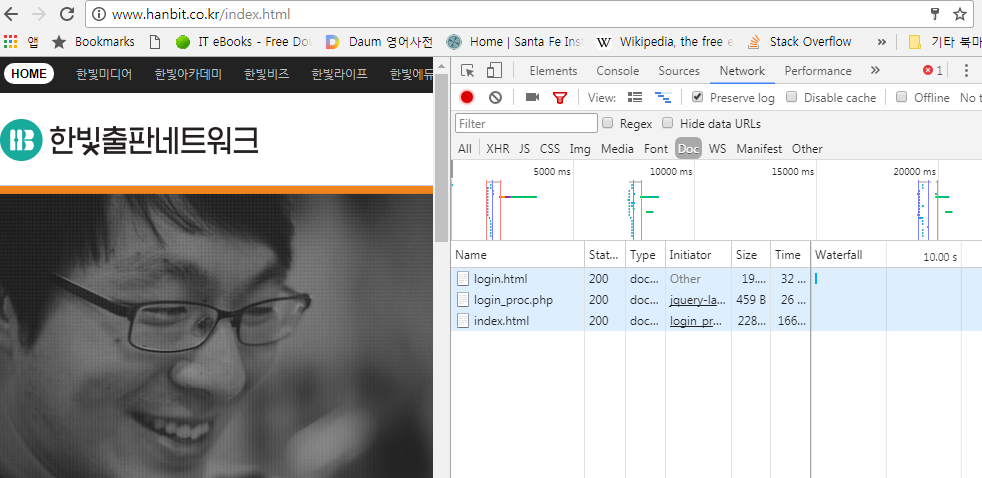 www.hanbit.co.kr/index.html
앱 Bookmarks IT eBooks - Free Dow Daum 영어사전 Home | Santa Fe Inst Wikipedia, the free e Stack Overflow » 기타 북마
HOME 한빛미디어 한빛아카데미 한빛비즈 한빛라이프 한빛에듀
한빛출판네트워크
Elements Console Sources Network Performance » 1
View: Preserve log Disable cache Offline No t
Filter Regex Hide data URLs
All XHR JS CSS Img Media Font Doc WS Manifest Other
5000 ms 10000 ms 15000 ms 20000 ms
Name Stat... Type Initiator Size Time Waterfall 10.00 s
login.html 200 doc... Other 19.... 32 ...
login_proc.php 200 doc... jquery-la... 459 B 26 ...
index.html 200 doc... login_pr... 228... 166...